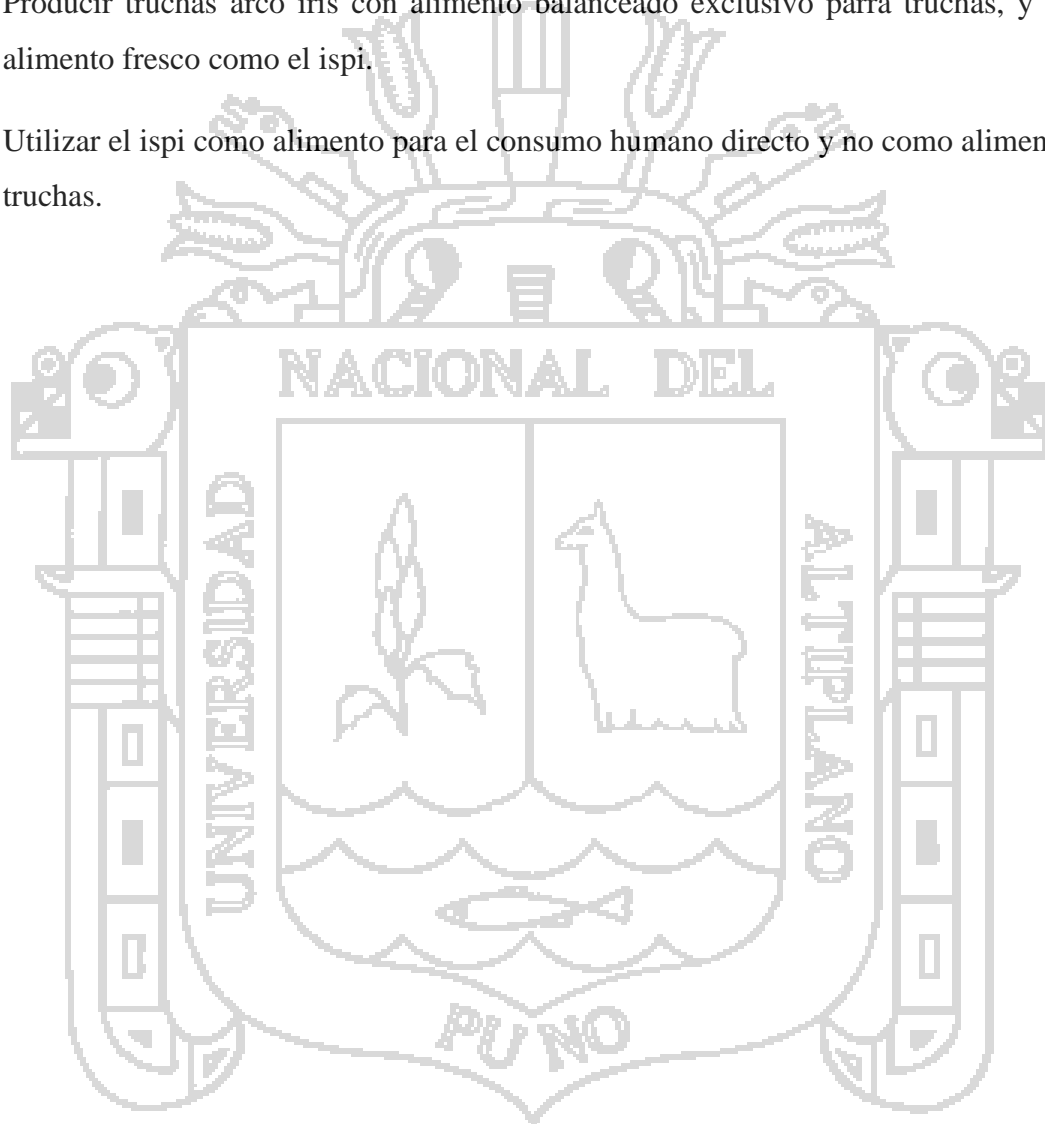 Producir truchas arco iris con alimento balanceado exclusivo parra truchas, y
alimento fresco como el ispi.
Utilizar el ispi como alimento para el consumo humano directo y no como alimen
truchas.
NACIONAL DEL
UNIVERSIDAD
ALTIPLANO
PUNO